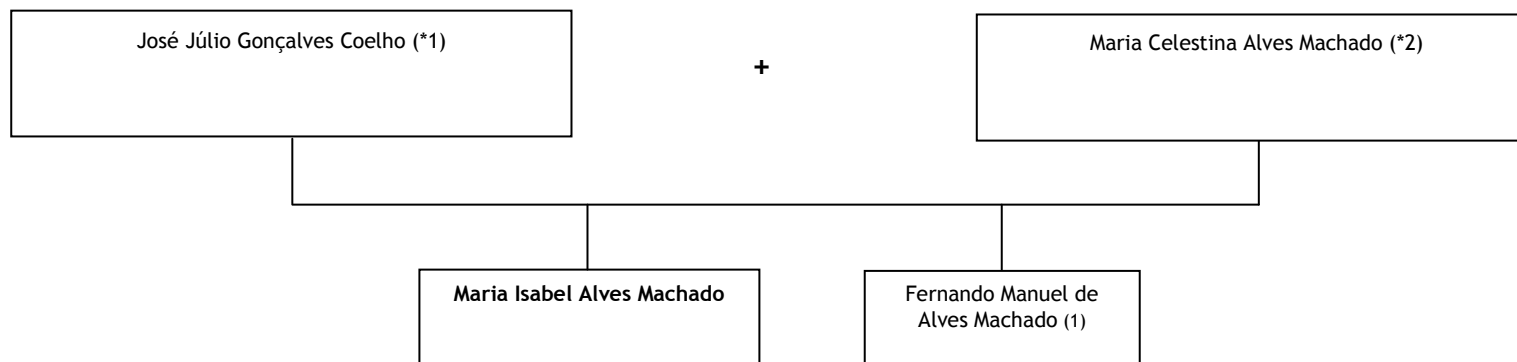 José Júlio Gonçalves Coelho (*1)
+
Maria Celestina Alves Machado (*2)
Maria Isabel Alves Machado
Fernando Manuel de
Alves Machado (1)